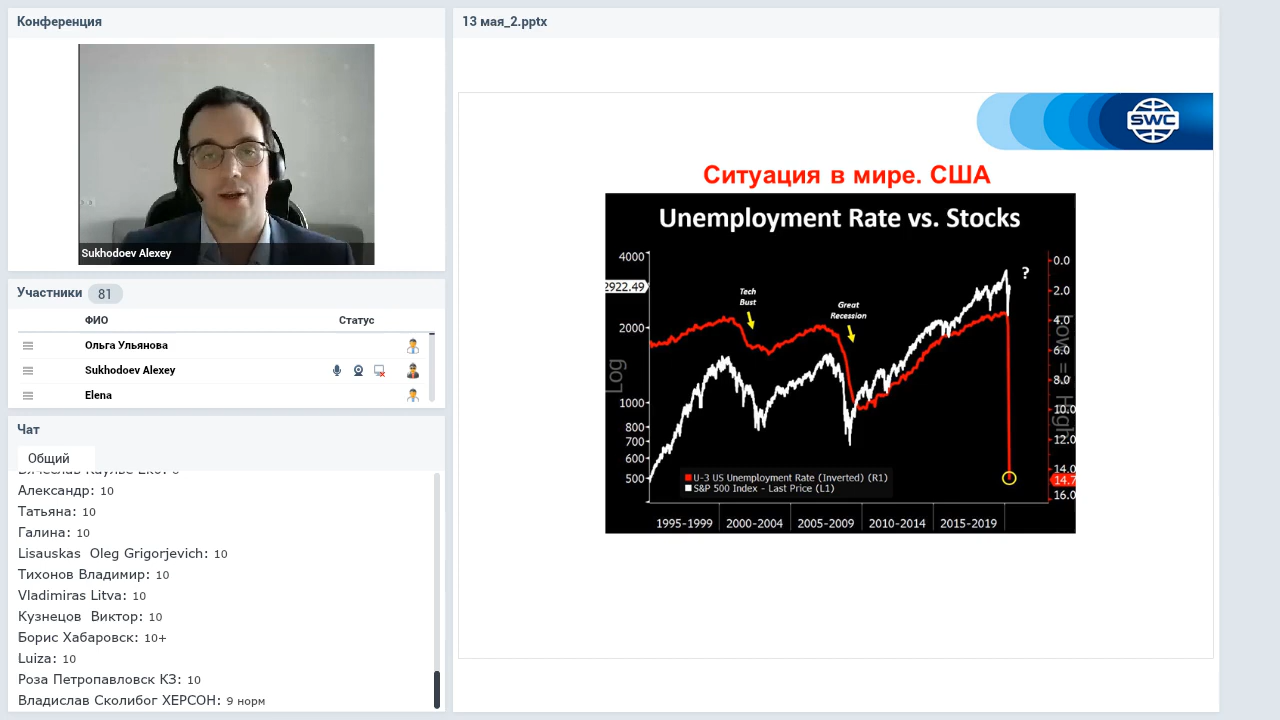 Конференция
Sukhodoev Alexey
Участники 81
ФИО Статус
Ольга Ульянова
Sukhodoev Alexey
Elena
Чат
Общий
Александр: 10
Татьяна: 10
Галина: 10
Lisauskas Oleg Grigorjevich: 10
Тихонов Владимир: 10
Vladimiras Litva: 10
Кузнецов Виктор: 10
Борис Хабаровск: 10+
Luiza: 10
Роза Петропавловск КЗ: 10
Владислав Сколибог ХЕРСОН: 9 норм
13 мая_2.pptx
SWC
Ситуация в мире. США
Unemployment Rate vs. Stocks
4000
2922.49
2000
1000
800
700
600
500
Log
Tech
Bust
Great
Recession
?
0.0
2.0
4.0
6.0
8.0
10.0
12.0
14.0
14.7
16.0
Low = High
U-3 US Unemployment Rate (Inverted) (R1)
S&P 500 Index - Last Price (L1)
1995-1999 2000-2004 2005-2009 2010-2014 2015-2019